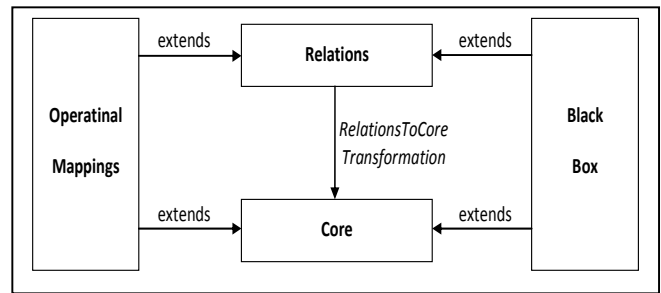 extends
Relations
extends
Operatinal
Mappings
RelationsToCore
Transformation
Black
Box
extends
Core
extends